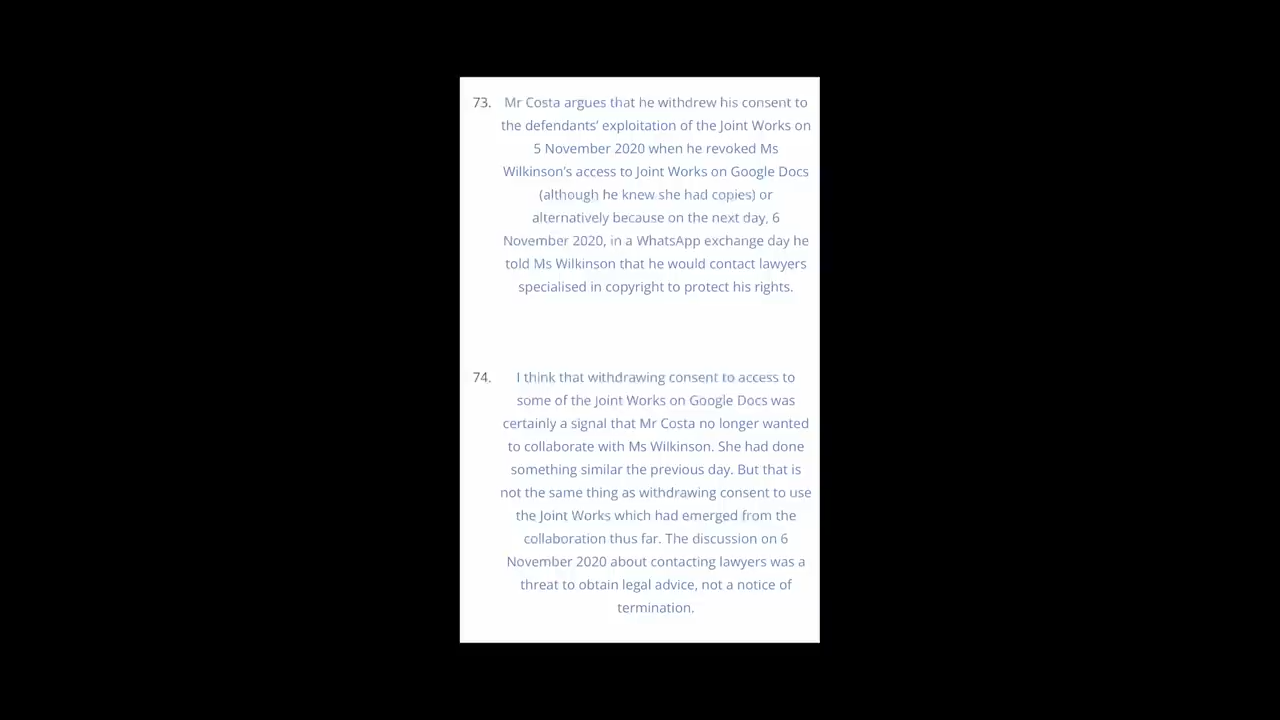 73. Mr Costa argues that he withdrew his consent to
the defendants' exploitation of the Joint Works on
5 November 2020 when he revoked Ms
Wilkinson's access to Joint Works on Google Docs
(although he knew she had copies) or
alternatively because on the next day, 6
November 2020, in a WhatsApp exchange day he
told Ms Wilkinson that he would contact lawyers
specialised in copyright to protect his rights.
74. I think that withdrawing consent to access to
some of the Joint Works on Google Docs was
certainly a signal that Mr Costa no longer wanted
to collaborate with Ms Wilkinson. She had done
something similar the previous day. But that is
not the same thing as withdrawing consent to use
the Joint Works which had emerged from the
collaboration thus far. The discussion on 6
November 2020 about contacting lawyers was a
threat to obtain legal advice, not a notice of
termination.